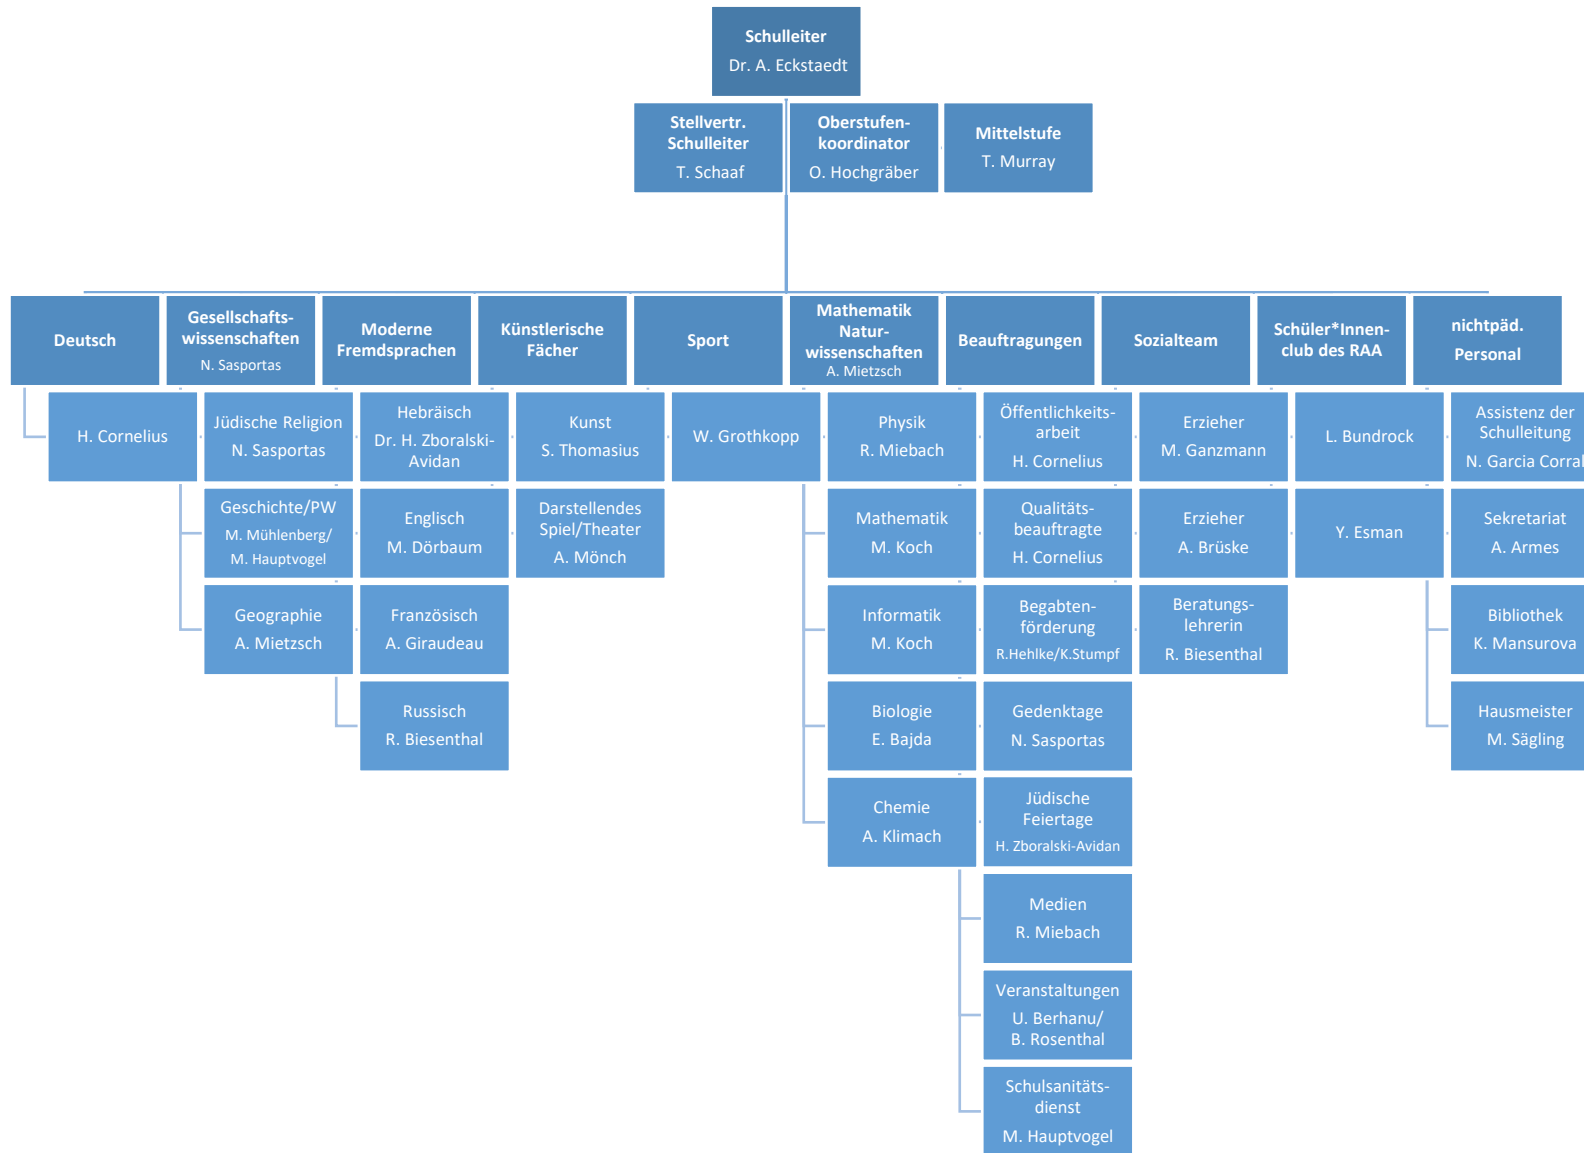 Schulleiter
Dr. A. Eckstaedt
Stellvertr.
Schulleiter
T. Schaaf
Oberstufen-
koordinator
O. Hochgräber
Mittelstufe
T. Murray
Deutsch
Gesellschafts-
wissenschaften
N. Sasportas
Moderne
Fremdsprachen
Künstlerische
Fächer
Sport
Mathematik
Natur-
wissenschaften
A. Mietzsch
Beauftragungen
Sozialteam
Schüler*Innen-
club des RAA
nichtpäd.
Personal
H. Cornelius
Jüdische Religion
N. Sasportas
Geschichte/PW
M. Mühlenberg/
M. Hauptvogel
Geographie
A. Mietzsch
Hebräisch
Dr. H. Zboralski-
Avidan
Englisch
M. Dörbaum
Französisch
A. Giraudeau
Russisch
R. Biesenthal
Kunst
S. Thomasius
Darstellendes
Spiel/Theater
A. Mönch
W. Grothkopp
Physik
R. Miebach
Mathematik
M. Koch
Informatik
M. Koch
Biologie
E. Bajda
Chemie
A. Klimach
Öffentlichkeits-
arbeit
H. Cornelius
Qualitäts-
beauftragte
H. Cornelius
Begabten-
förderung
R.Hehlke/K.Stumpf
Gedenktage
N. Sasportas
Jüdische
Feiertage
H. Zboralski-Avidan
Medien
R. Miebach
Veranstaltungen
U. Berhanu/
B. Rosenthal
Schulsanitäts-
dienst
M. Hauptvogel
Erzieher
M. Ganzmann
Erzieher
A. Brüske
Beratungs-
lehrerin
R. Biesenthal
L. Bundrock
Y. Esman
Assistenz der
Schulleitung
N. Garcia Corral
Sekretariat
A. Armes
Bibliothek
K. Mansurova
Hausmeister
M. Sägling